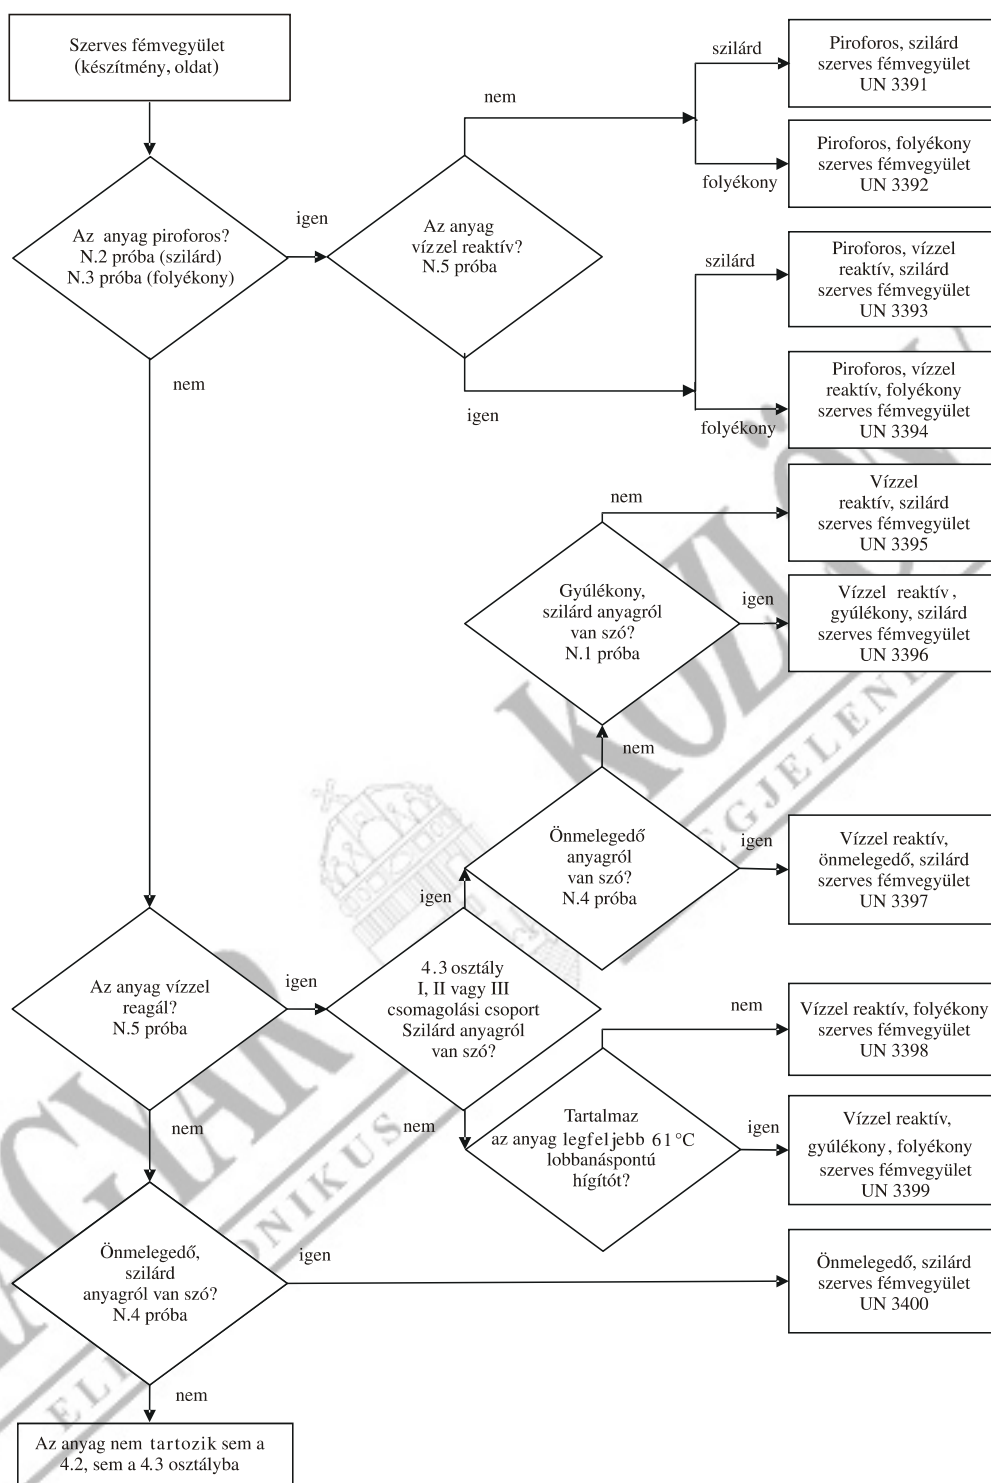 Szerves fémvegyület
(készítmény, oldat)
Az anyag piroforos?
N.2 próba (szilárd)
N.3 próba (folyékony)
igen
nem
Az anyag
vízzel reaktív?
N.5 próba
nem
igen
szilárd
folyékony
Piroforos, szilárd
szerves fémvegyület
UN 3391
Piroforos, folyékony
szerves fémvegyület
UN 3392
szilárd
folyékony
Piroforos, vízzel
reaktív, szilárd
szerves fémvegyület
UN 3393
Piroforos, vízzel
reaktív, folyékony
szerves fémvegyület
UN 3394
nem
Vízzel
reaktív, szilárd
szerves fémvegyület
UN 3395
Gyúlékony,
szilárd anyagról
van szó?
N.1 próba
igen
Vízzel reaktív,
gyúlékony, szilárd
szerves fémvegyület
UN 3396
nem
Önmelegedő
anyagról
van szó?
N.4 próba
igen
Vízzel reaktív,
önmelegedő, szilárd
szerves fémvegyület
UN 3397
igen
Az anyag vízzel
reagál?
N.5 próba
igen
4.3 osztály
I, II vagy III
csomagolási csoport
Szilárd anyagról
van szó?
nem
Vízzel reaktív, folyékony
szerves fémvegyület
UN 3398
nem
nem
Tartalmaz
az anyag legfeljebb 61°C
lobbanáspontú
hígítót?
igen
Vízzel reaktív,
gyúlékony, folyékony
szerves fémvegyület
UN 3399
Önmelegedő,
szilárd
anyagról van szó?
N.4 próba
igen
Önmelegedő, szilárd
szerves fémvegyület
UN 3400
nem
Az anyag nem tartozik sem a
4.2, sem a 4.3 osztályba